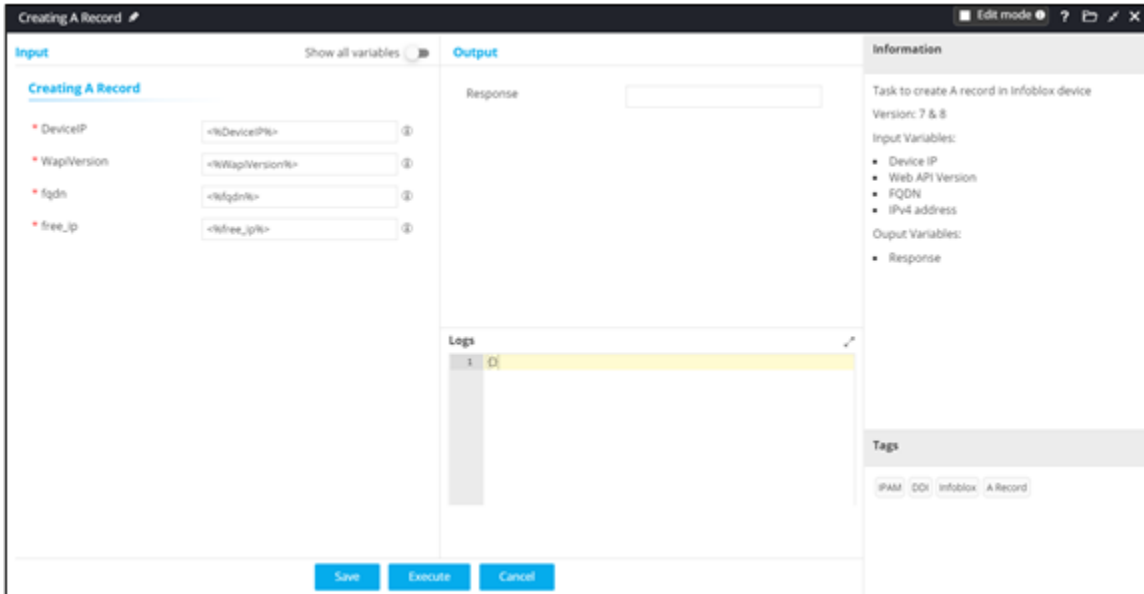 Creating A Record
Edit mode
?
Input
Show all variables
Creating A Record
* DeviceIP
<%DeviceIP%>
* WapiVersion
<%WapiVersion%>
* fqdn
<%fqdn%>
* free_ip
<%free_ip%>
Output
Response
Logs
1 {}
Information
Task to create A record in Infoblox device
Version: 7 & 8
Input Variables:
Device IP
Web API Version
FQDN
IPv4 address
Ouput Variables:
Response
Tags
IPAM DDI Infoblox A Record
Save Execute Cancel